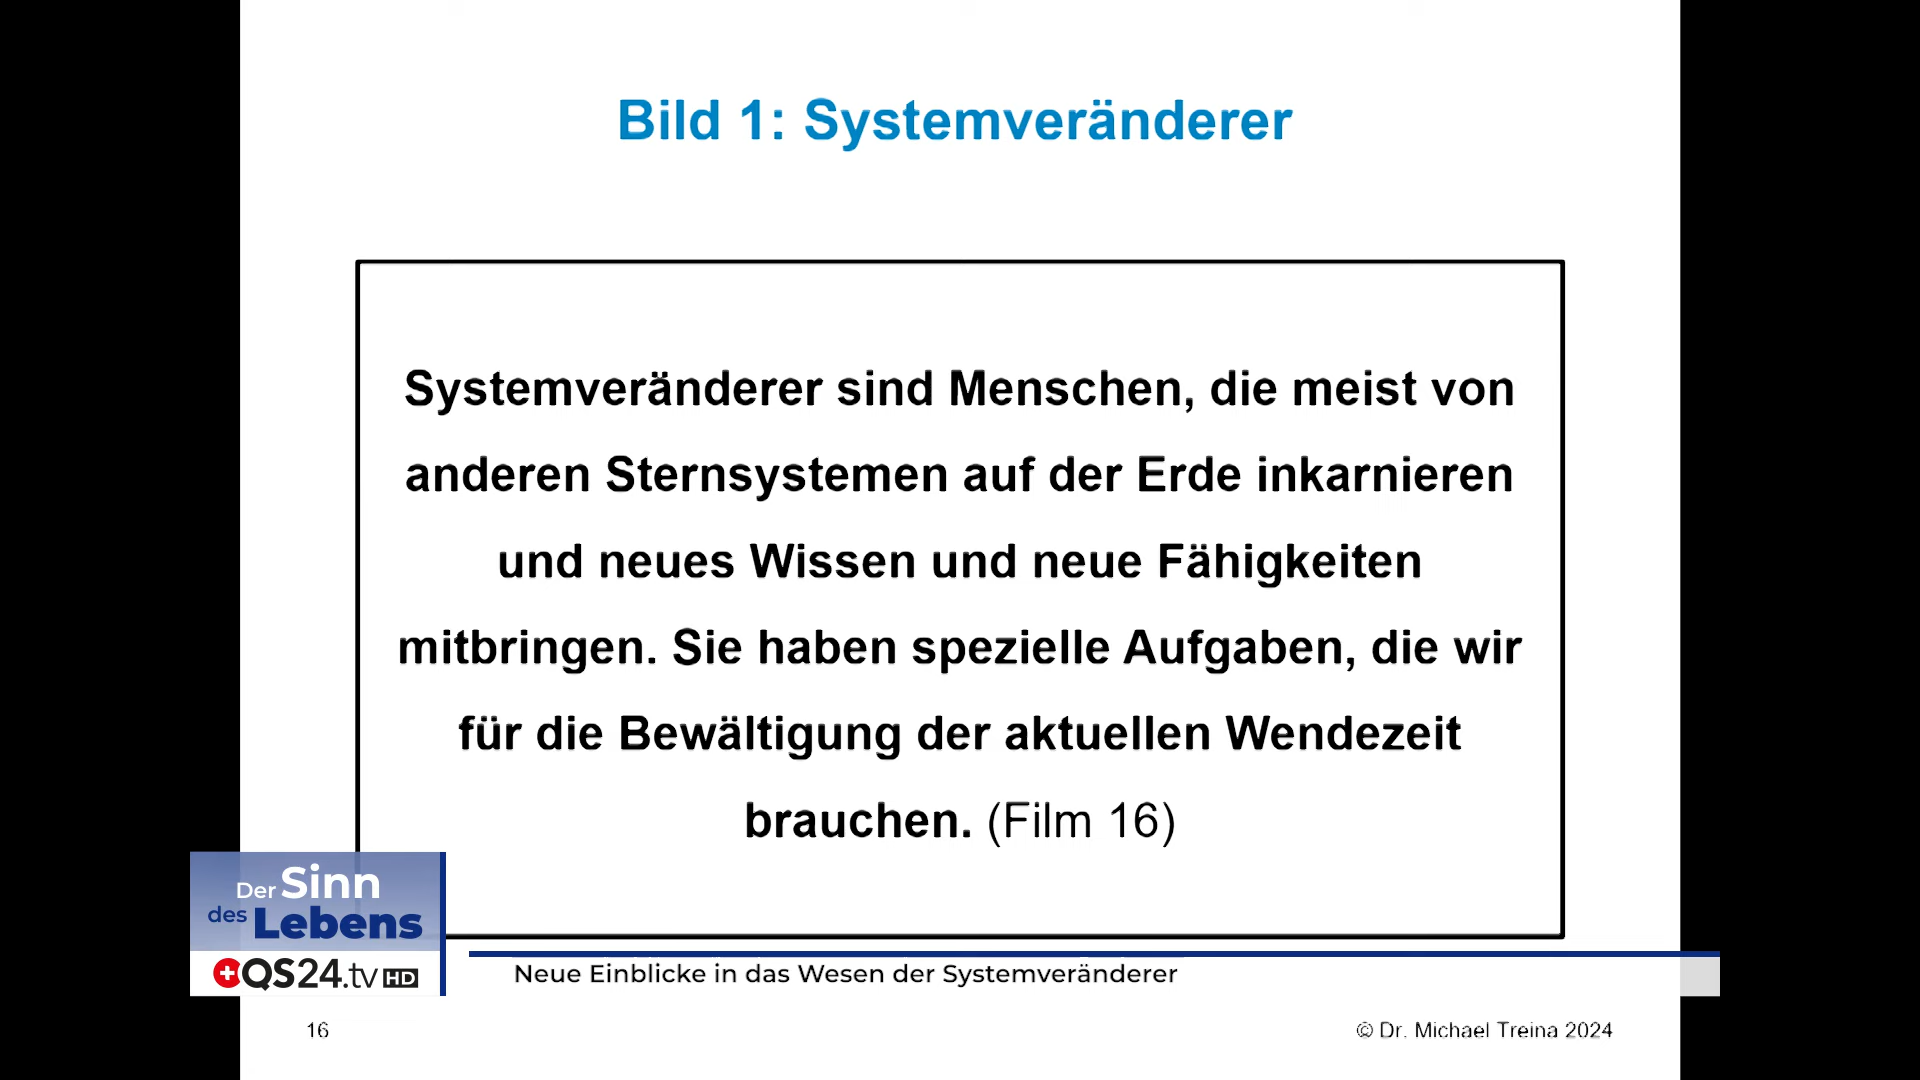 Bild 1: Systemveränderer
Systemveränderer sind Menschen, die meist von
anderen Sternsystemen auf der Erde inkarnieren
und neues Wissen und neue Fähigkeiten
mitbringen. Sie haben spezielle Aufgaben, die wir
für die Bewältigung der aktuellen Wendezeit
brauchen. (Film 16)
Der Sinn
des Lebens
QS24.tv HD
Neue Einblicke in das Wesen der Systemveränderer
16
© Dr. Michael Treina 2024